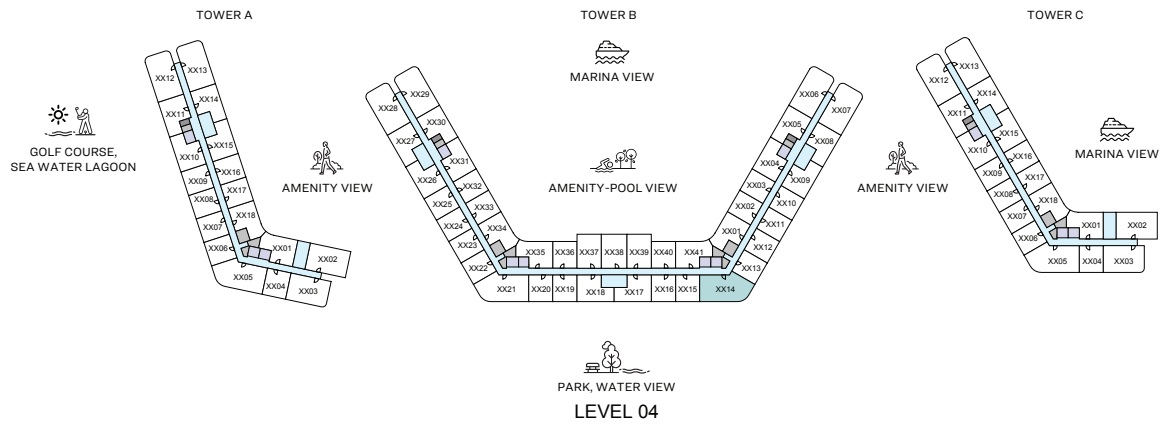 TOWER A
TOWER B
TOWER C
MARINA VIEW
GOLF COURSE,
SEA WATER LAGOON
AMENITY VIEW
AMENITY-POOL VIEW
AMENITY VIEW
MARINA VIEW
XX12
XX13
XX11
XX14
XX10
XX15
XX09
XX16
XX08
XX17
XX07
XX18
XX06
XX01
XX05
XX04
XX02
XX03
XX28
XX29
XX27
XX30
XX26
XX31
XX25
XX32
XX24
XX33
XX23
XX34
XX22
XX21
XX35
XX36
XX37
XX38
XX39
XX40
XX41
XX20
XX19
XX18
XX17
XX16
XX15
XX14
XX06
XX07
XX05
XX08
XX04
XX09
XX03
XX10
XX02
XX11
XX01
XX12
XX13
XX12
XX13
XX11
XX14
XX10
XX15
XX09
XX16
XX08
XX17
XX07
XX18
XX06
XX01
XX02
XX05
XX04
XX03
PARK, WATER VIEW
LEVEL 04